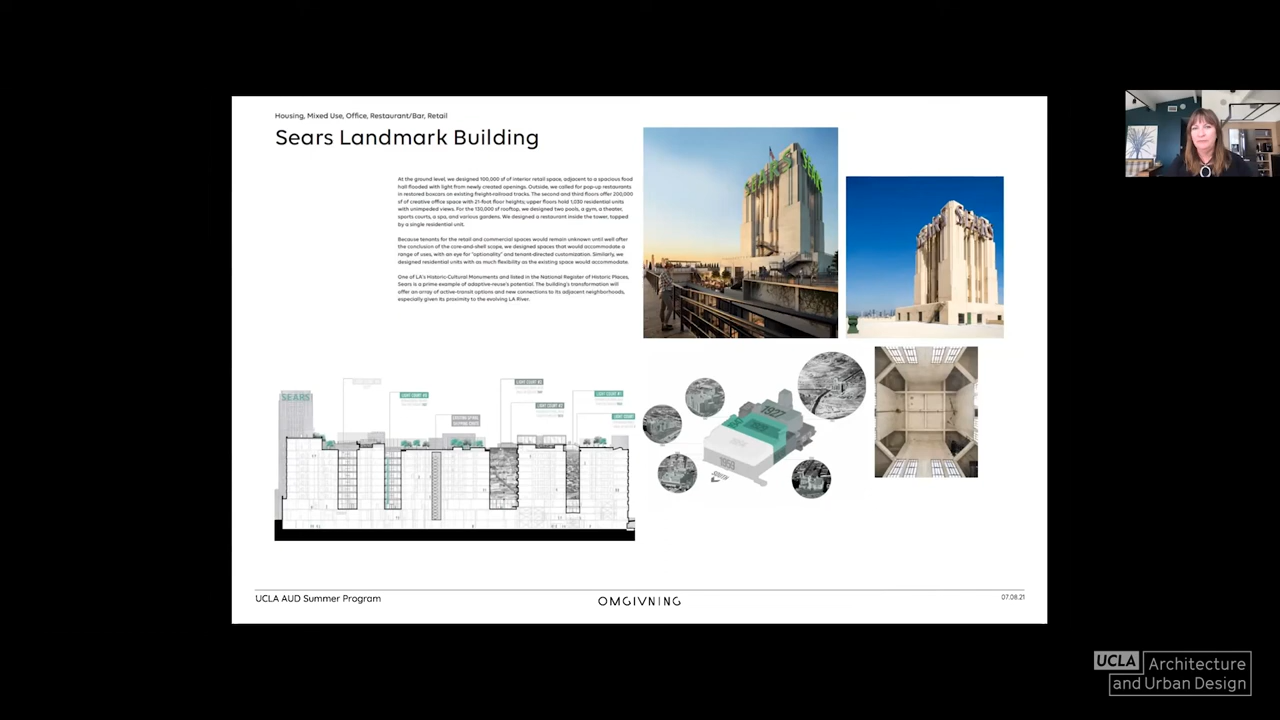 Housing, Mixed Use, Office, Restaurant/Bar, Retail
Sears Landmark Building
At the ground level, we designed 100,000 sf of interior retail space, adjacent to a spacious food
hall flooded with light from newly created openings. Outside, we called for pop-up restaurants
in restored boxcars on existing freight-railroad tracks. The second and third floors offer 200,000
sf of creative office space with 21-foot floor heights; upper floors hold 1,030 residential units
with unimpeded views. For the 130,000 sf rooftop, we designed two pools, a gym, a theater,
sports courts, a spa, and various gardens. We designed a restaurant inside the tower, topped
by a single residential unit.
Because tenants for the retail and commercial spaces would remain unknown until well after
the conclusion of the core-and-shell scope, we designed spaces that would accommodate a
range of uses, with an eye for "optionality" and tenant-directed customization. Similarly, we
designed residential units with as much flexibility as the existing space would accommodate.
One of LA's Historic-Cultural Monuments and listed in the National Register of Historic Places,
Sears is a prime example of adaptive-reuse's potential. The building's transformation will
offer an array of active-transit options and new connections to its adjacent neighborhoods,
especially given its proximity to the evolving LA River.
SEARS
1927
SOUTH
UCLA AUD Summer Program
OMGIVNING
07.08.21
UCLA Architecture
and Urban Design